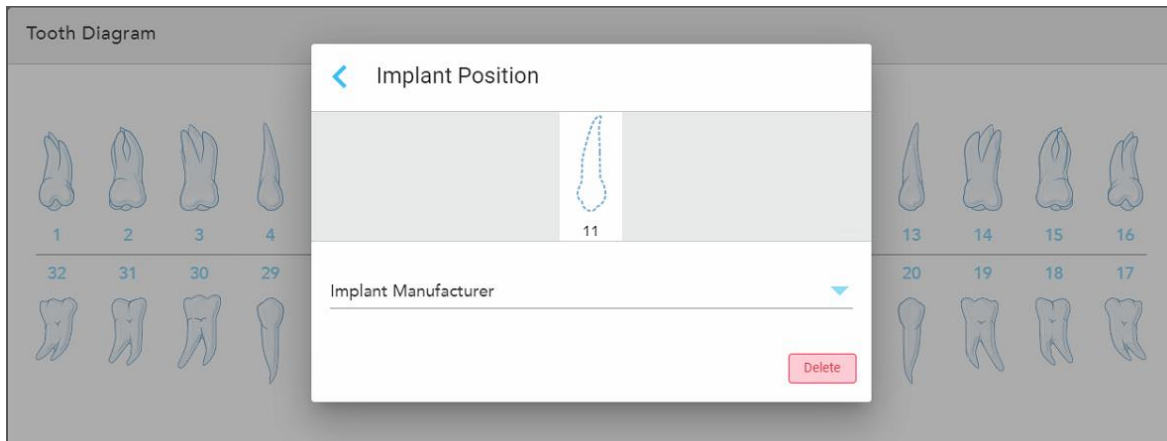 Tooth Diagram
Implant Position
11
1 2 3 4 13 14 15 16
32 31 30 29 20 19 18 17
Implant Manufacturer
Delete